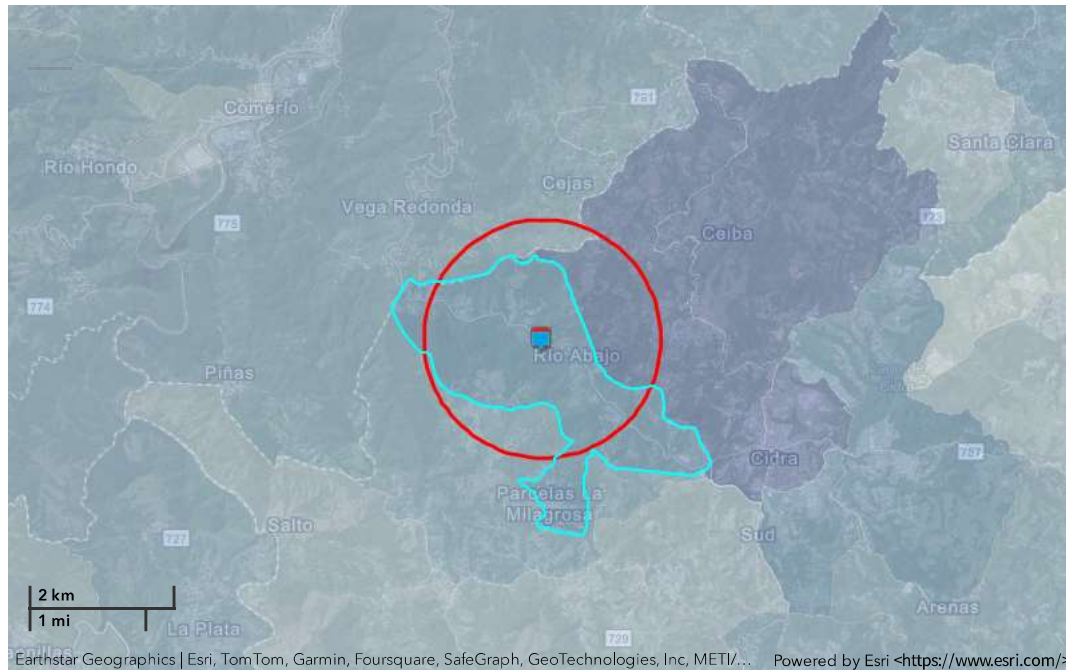 Comerío
781
Río Hondo
Santa Clara
Cejas
Vega Redonda
775
723
Ceiba
774
Río Abajo
Piñas
Cidra
787
Parcelas La
Milagrosa
Salto
Sud
727
2 km
Arenas
1 mi
La Plata
729
Earthstar Geographics | Esri, TomTom, Garmin, Foursquare, SafeGraph, GeoTechnologies, Inc, METI/... Powered by Esri <https://www.esri.com/>